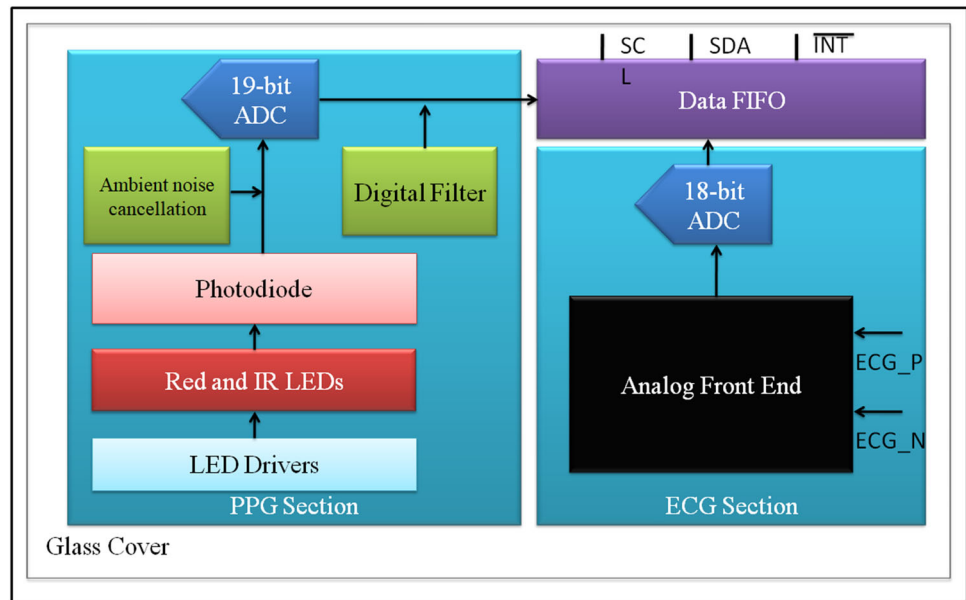 19-bit
ADC
SC
L
SDA
INT
Data FIFO
Ambient noise
cancellation
Digital Filter
18-bit
ADC
Photodiode
Red and IR LEDs
LED Drivers
PPG Section
Analog Front End
ECG_P
ECG_N
ECG Section
Glass Cover